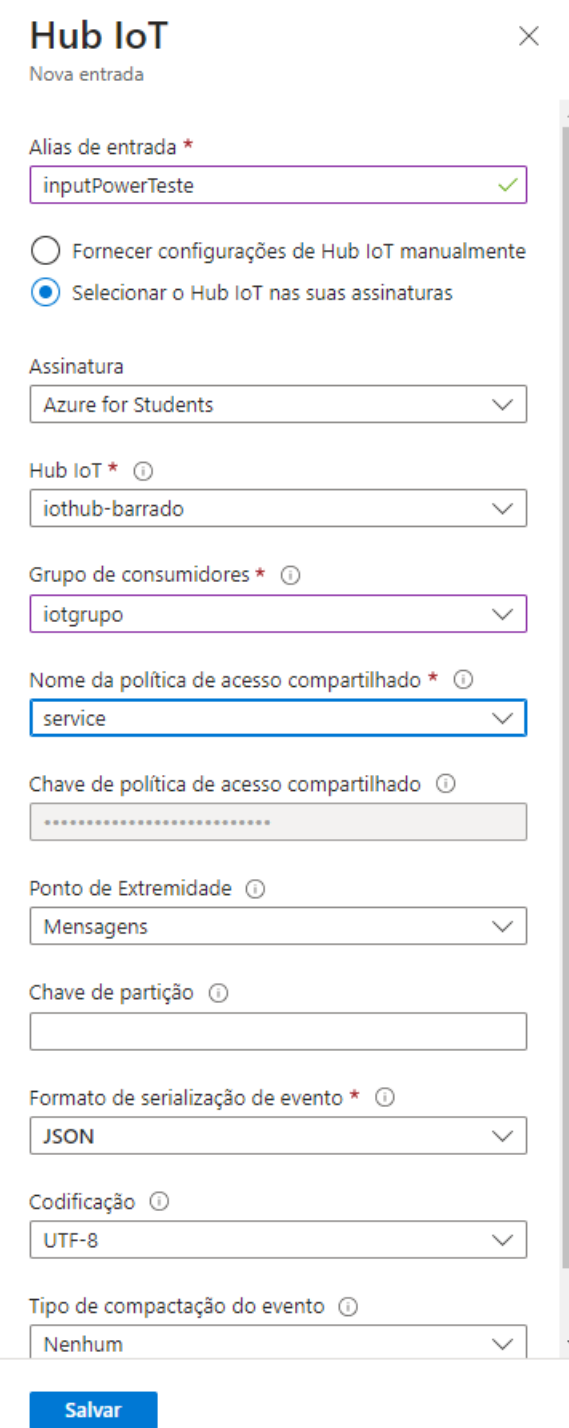 Hub IoT
Nova entrada
Alias de entrada *
inputPowerTeste
Fornecer configurações de Hub IoT manualmente
Selecionar o Hub IoT nas suas assinaturas
Assinatura
Azure for Students
Hub IoT *
iothub-barrado
Grupo de consumidores *
iotgrupo
Nome da política de acesso compartilhado *
service
Chave de política de acesso compartilhado
•••••••••••••••••••••••••••
Ponto de Extremidade
Mensagens
Chave de partição
Formato de serialização de evento *
JSON
Codificação
UTF-8
Tipo de compactação do evento
Nenhum
Salvar